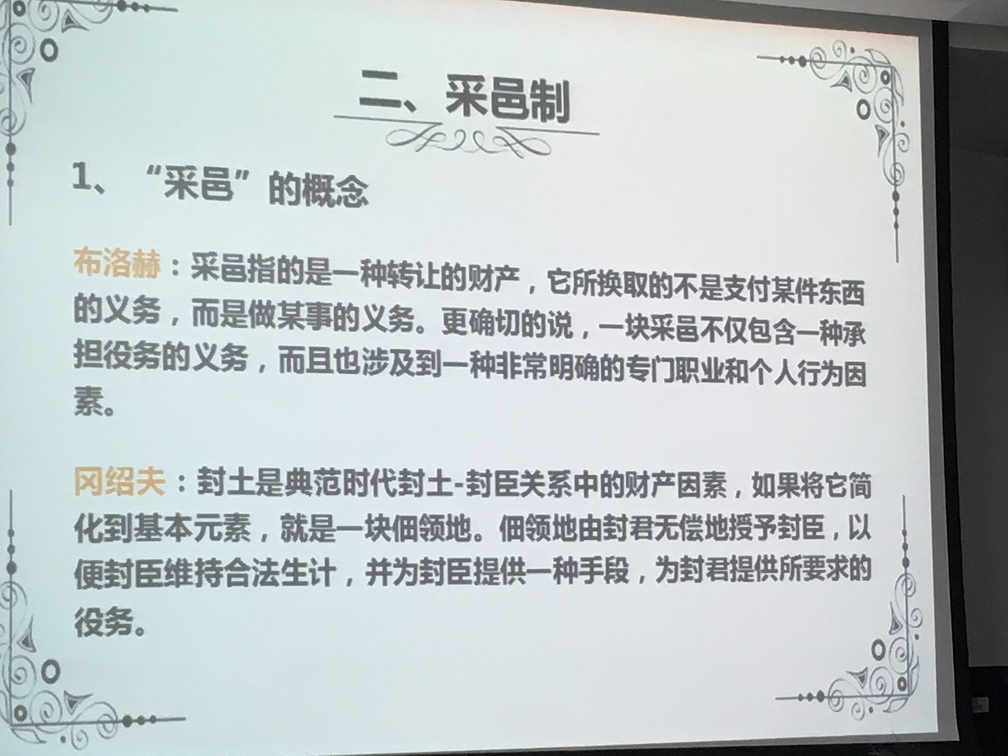 二、采邑制
1、“采邑”的概念
布洛赫：采邑指的是一种转让的财产，它所换取的不是支付某件东西
的义务，而是做某事的义务。更确切的说，一块采邑不仅包含一种承
担役务的义务，而且也涉及到一种非常明确的专门职业和个人行为因
素。
冈绍夫：封土是典范时代封土-封臣关系中的财产因素，如果将它简
化到基本元素，就是一块佃领地。佃领地由封君无偿地授予封臣，以
便封臣维持合法生计，并为封臣提供一种手段，为封君提供所要求的
役务。